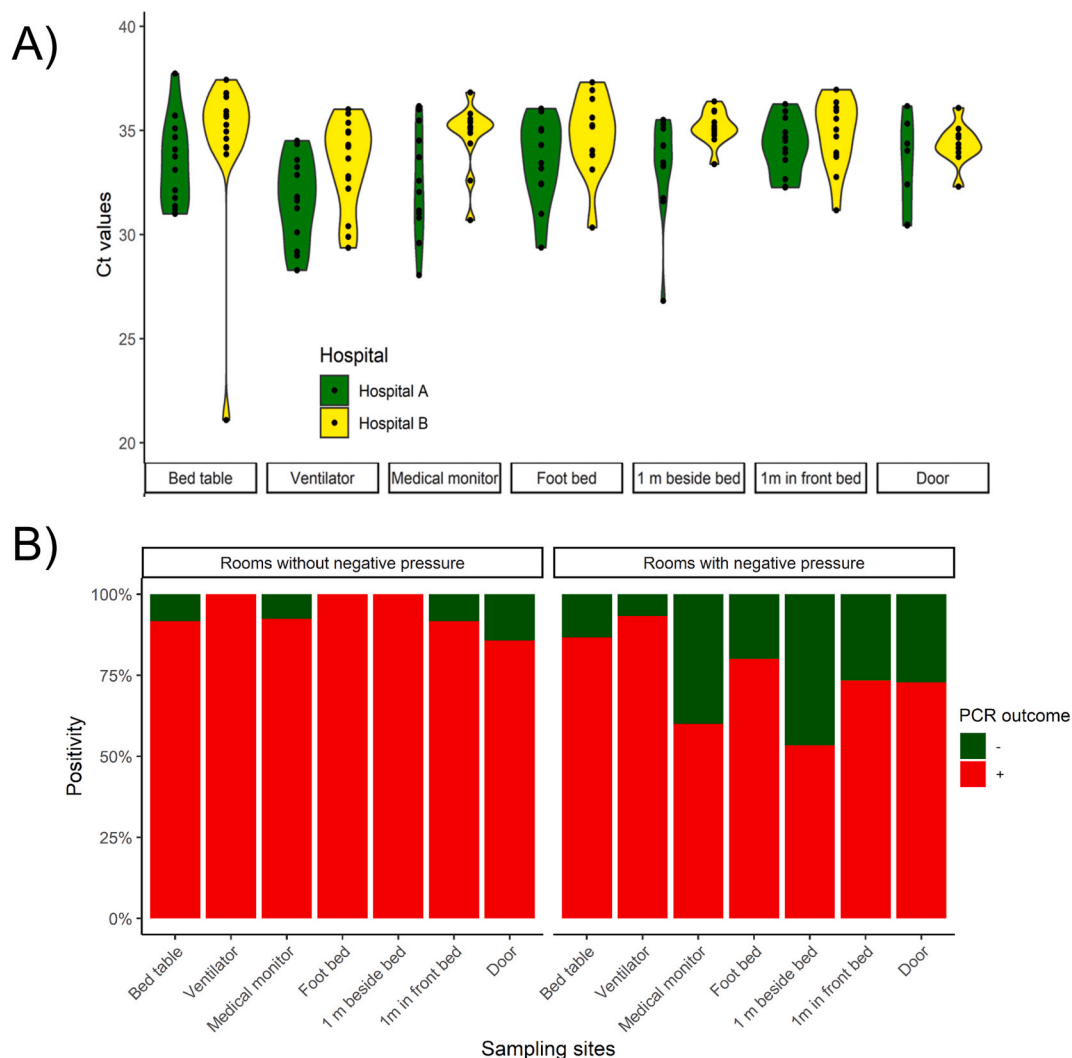 A)
40
35
30
25
20
Ct values
Hospital
Hospital A
Hospital B
Bed table Ventilator Medical monitor Foot bed 1 m beside bed 1m in front bed Door
B)
Rooms without negative pressure Rooms with negative pressure
100%
75%
50%
25%
0%
Positivity
PCR outcome
-
+
Bed table Ventilator Medical monitor Foot bed 1 m beside bed 1m in front bed Door Bed table Ventilator Medical monitor Foot bed 1 m beside bed 1m in front bed Door
Sampling sites